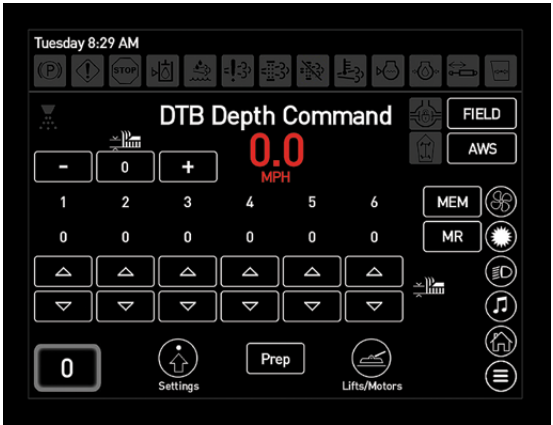 Tuesday 8:29 AM
(P) STOP
DTB Depth Command
FIELD
0.0
MPH
AWS
- 0 +
1 2 3 4 5 6
MEM
0 0 0 0 0 0
MR
0
Settings
Prep
Lifts/Motors